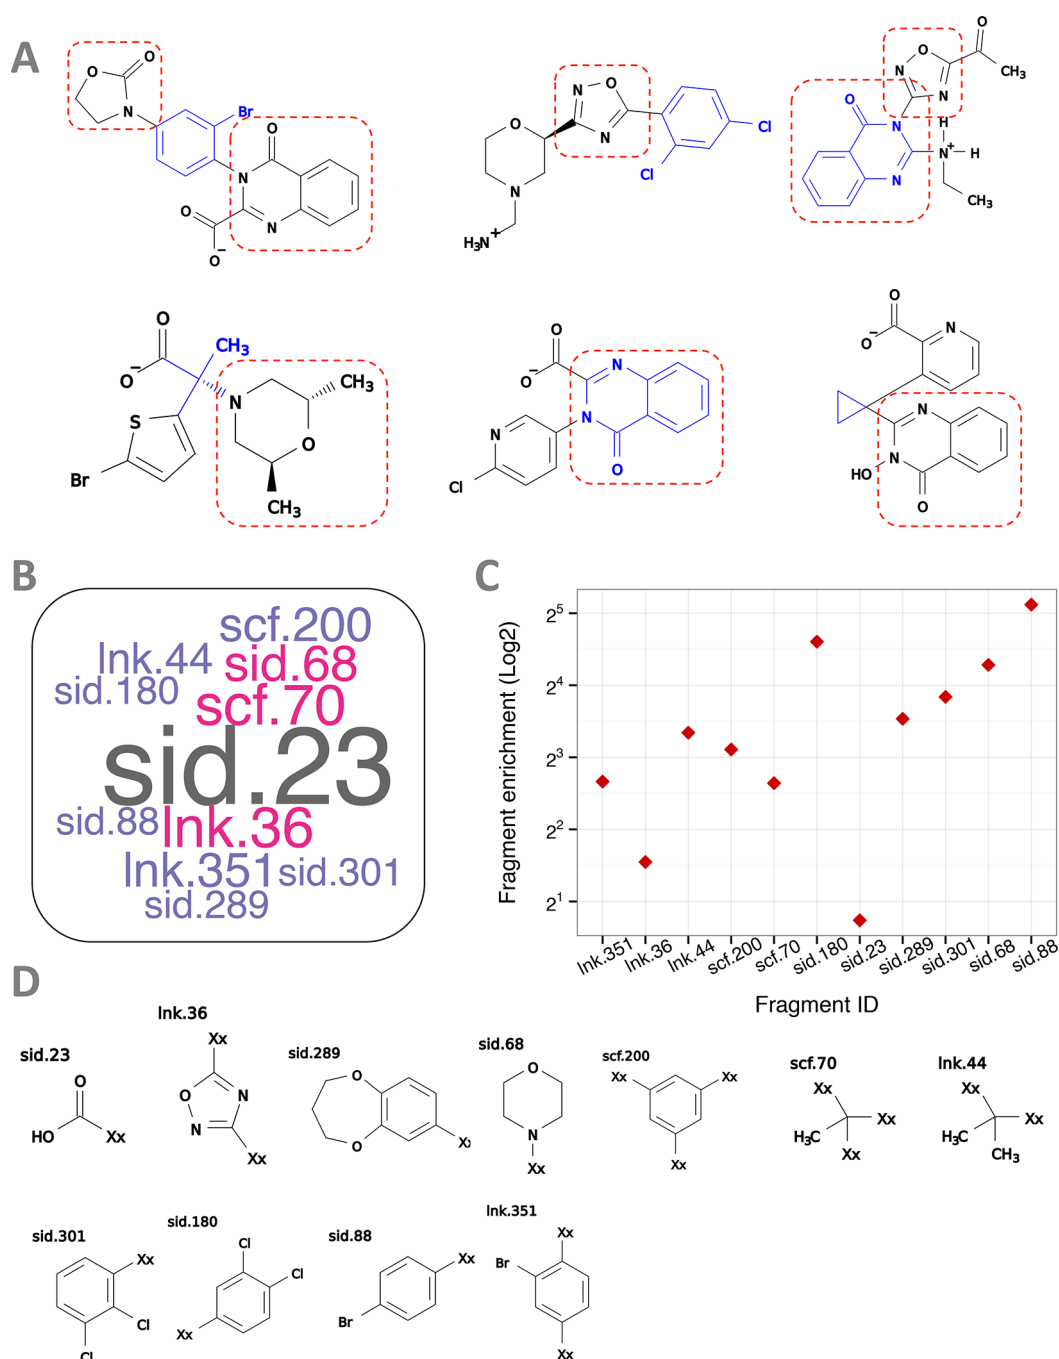 A
O
O
N
Br
O
N
N
O
O−
N
O
N
O
N
Cl
Cl
H₃N+
O
CH₃
O
N
N
O
N
H
N+
H
N
CH₃
O
O−
CH₃
N
CH₃
O
S
Br
CH₃
O
O−
N
N
N
O
Cl
O
O−
N
N
N
HO
O
B
scf.200
lnk.44
sid.68
sid.180
scf.70
sid.23
sid.88
lnk.36
lnk.351
sid.301
sid.289
C
Fragment enrichment (Log2)
2⁵
2⁴
2³
2²
2¹
lnk.351
lnk.36
lnk.44
scf.200
scf.70
sid.180
sid.23
sid.289
sid.301
sid.68
sid.88
Fragment ID
D
sid.23
O
HO
Xx
lnk.36
Xx
O
N
N
Xx
sid.289
O
O
sid.68
O
N
Xx
scf.200
Xx
Xx
Xx
scf.70
Xx
Xx
H₃C
Xx
lnk.44
Xx
Xx
H₃C
CH₃
sid.301
Xx
Cl
Cl
sid.180
Cl
Cl
Xx
sid.88
Xx
Br
lnk.351
Xx
Br
Xx